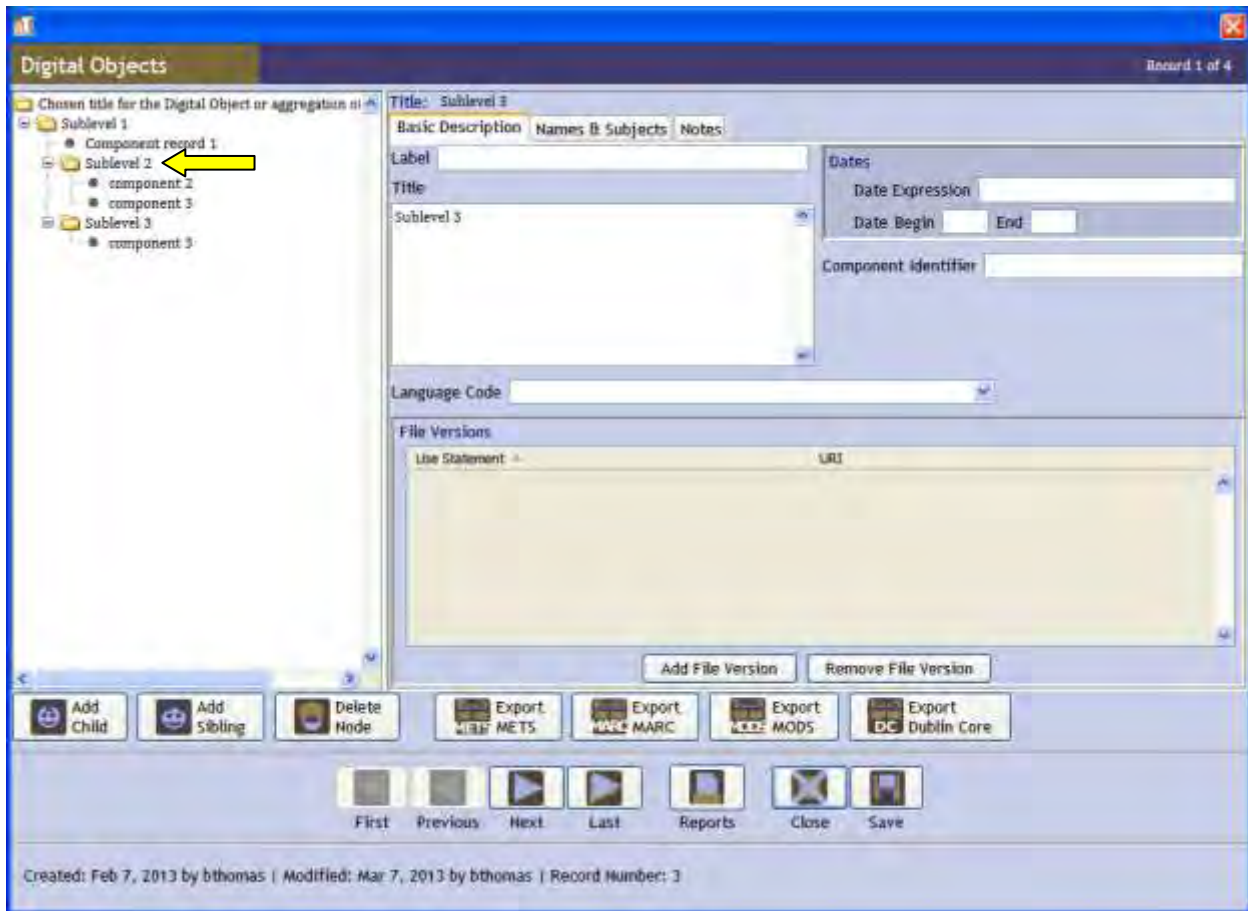 Digital Objects
Record 1 of 4
Chosen title for the Digital Object or aggregation
Sublevel 1
Component record 1
Sublevel 2
component 2
component 3
Sublevel 3
component 3
Title: Sublevel 3
Basic Description Names & Subjects Notes
Label
Title
Sublevel 3
Dates
Date Expression
Date Begin End
Component Identifier
Language Code
File Versions
Use Statement URI
Add File Version Remove File Version
Add Child
Add Sibling
Delete Node
Export METS
Export MARC
Export MODS
DC Export Dublin Core
First Previous Next Last Reports Close Save
Created: Feb 7, 2013 by bthomas | Modified: Mar 7, 2013 by bthomas | Record Number: 3